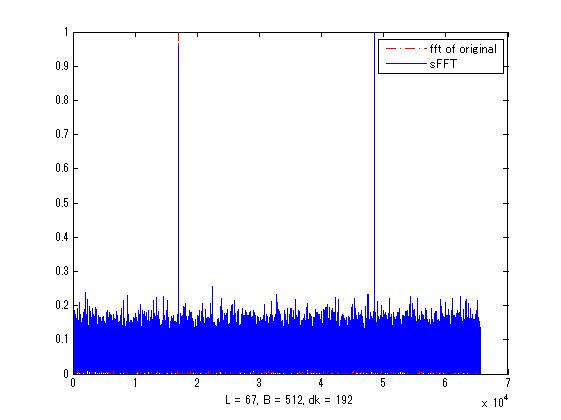 1
0.9
0.8
0.7
0.6
0.5
0.4
0.3
0.2
0.1
0
fft of original
sFFT
0 1 2 3 4 5 6 7
x 10^4
L = 67, B = 512, dk = 192